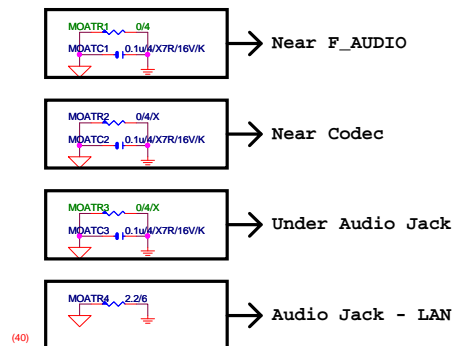 MOATR1 0/4
MOATC1 0.1u/4/X7R/16V/K
Near F_AUDIO
MOATR2 0/4/X
MOATC2 0.1u/4/X7R/16V/K
Near Codec
MOATR3 0/4/X
MOATC3 0.1u/4/X7R/16V/K
Under Audio Jack
MOATR4 2.2/6
Audio Jack - LAN
(40)